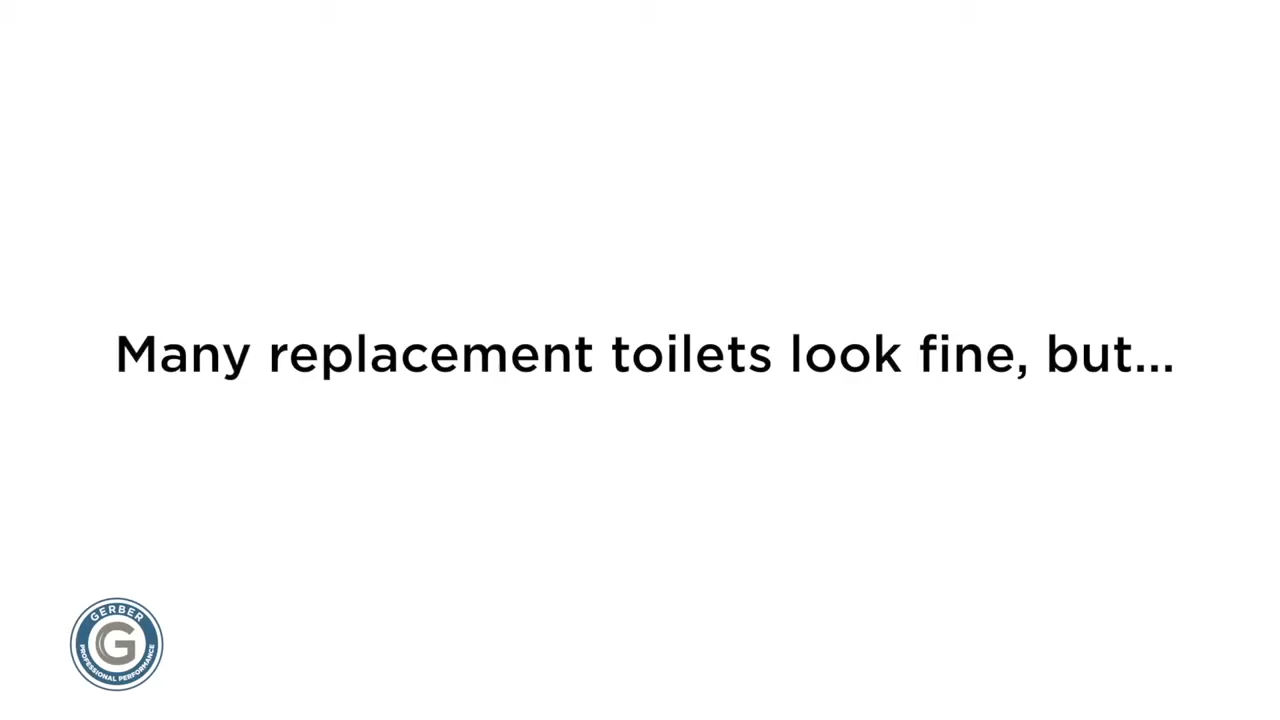 Many replacement toilets look fine, but...
GERBER
G
PROFESSIONAL PERFORMANCE